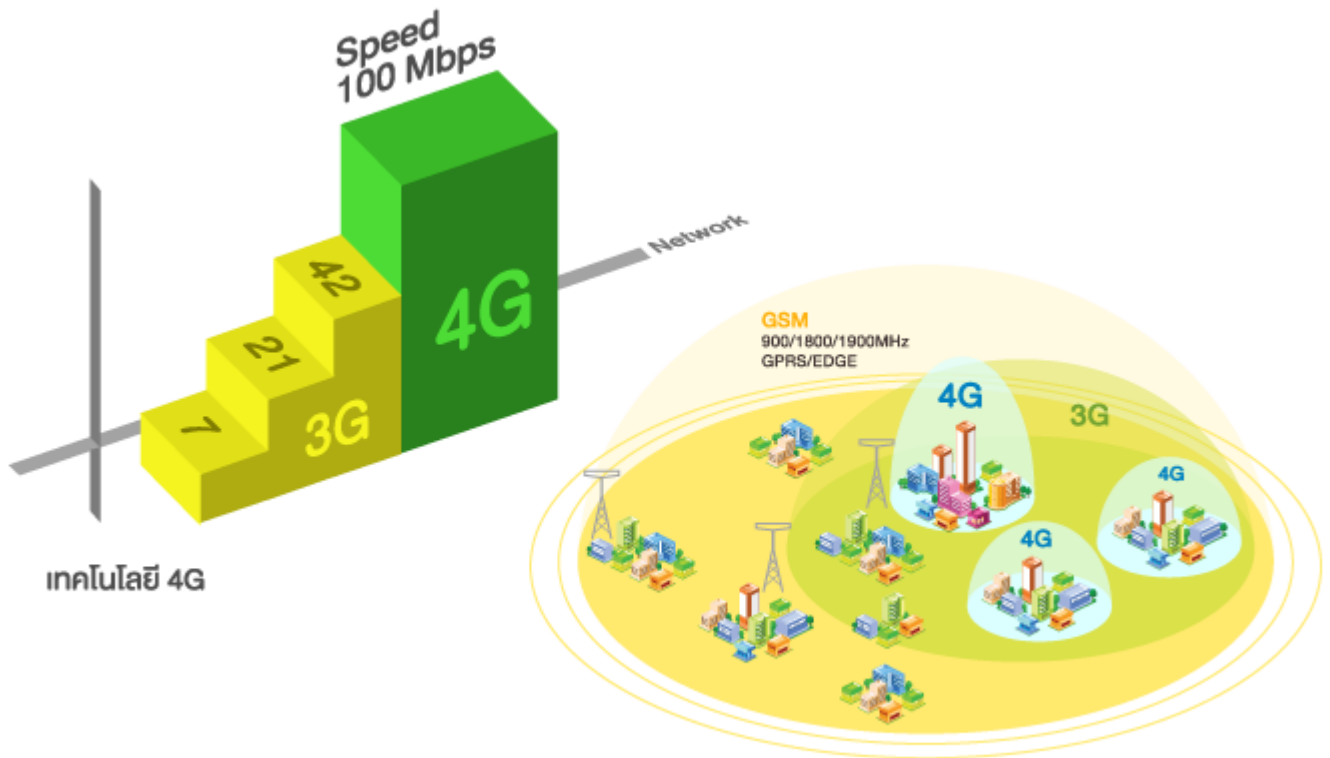 Speed
100 Mbps
Network
42
21
7
3G
4G
เทคโนโลยี 4G
GSM
900/1800/1900MHz
GPRS/EDGE
4G
3G
4G
4G